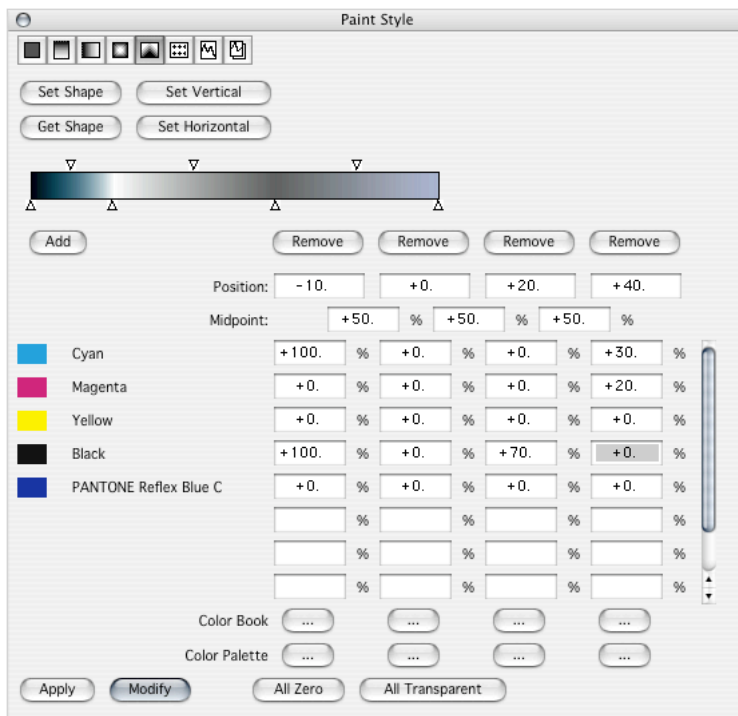 Paint Style
Set Shape Set Vertical
Get Shape Set Horizontal
Add Remove Remove Remove Remove
Position: -10. +0. +20. +40.
Midpoint: +50. % +50. % +50. %
Cyan +100. % +0. % +0. % +30. %
Magenta +0. % +0. % +0. % +20. %
Yellow +0. % +0. % +0. % +0. %
Black +100. % +0. % +70. % +0. %
PANTONE Reflex Blue C +0. % +0. % +0. % +0. %
% % % %
% % % %
% % % %
Color Book ... ... ... ...
Color Palette ... ... ... ...
Apply Modify All Zero All Transparent